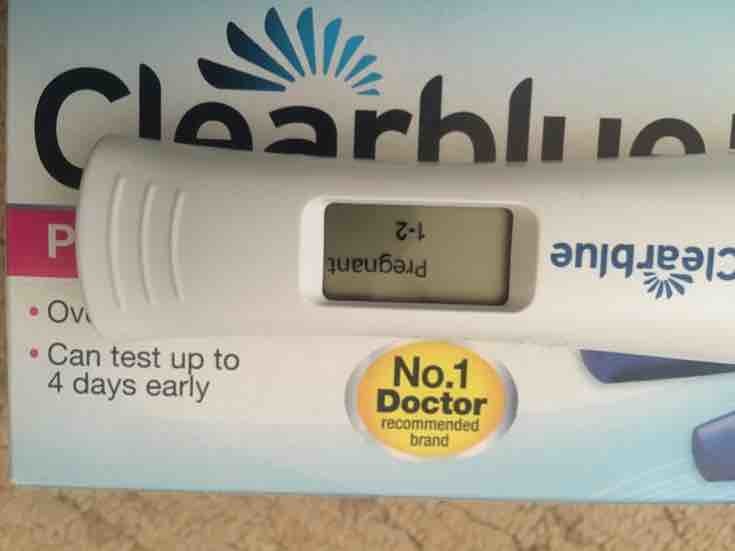 Clearblue
Pregnant
1-2
Clearblue
P
• Ov
• Can test up to
4 days early
No.1
Doctor
recommended
brand